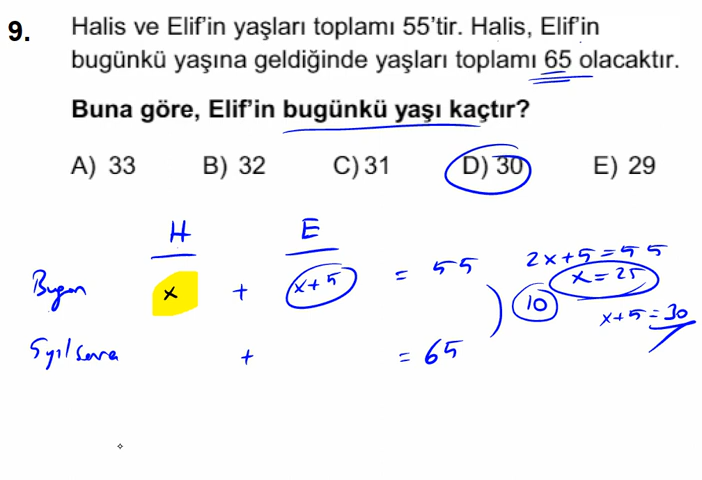 9. Halis ve Elif'in yaşları toplamı 55'tir. Halis, Elif'in
bugünkü yaşına geldiğinde yaşları toplamı 65 olacaktır.
Buna göre, Elif'in bugünkü yaşı kaçtır?
A) 33 B) 32 C) 31 D) 30 E) 29
H E
Bugün x + x+5 = 55
5 yıl sonra + = 65
10
2x+5=55
x=25
x+5=30